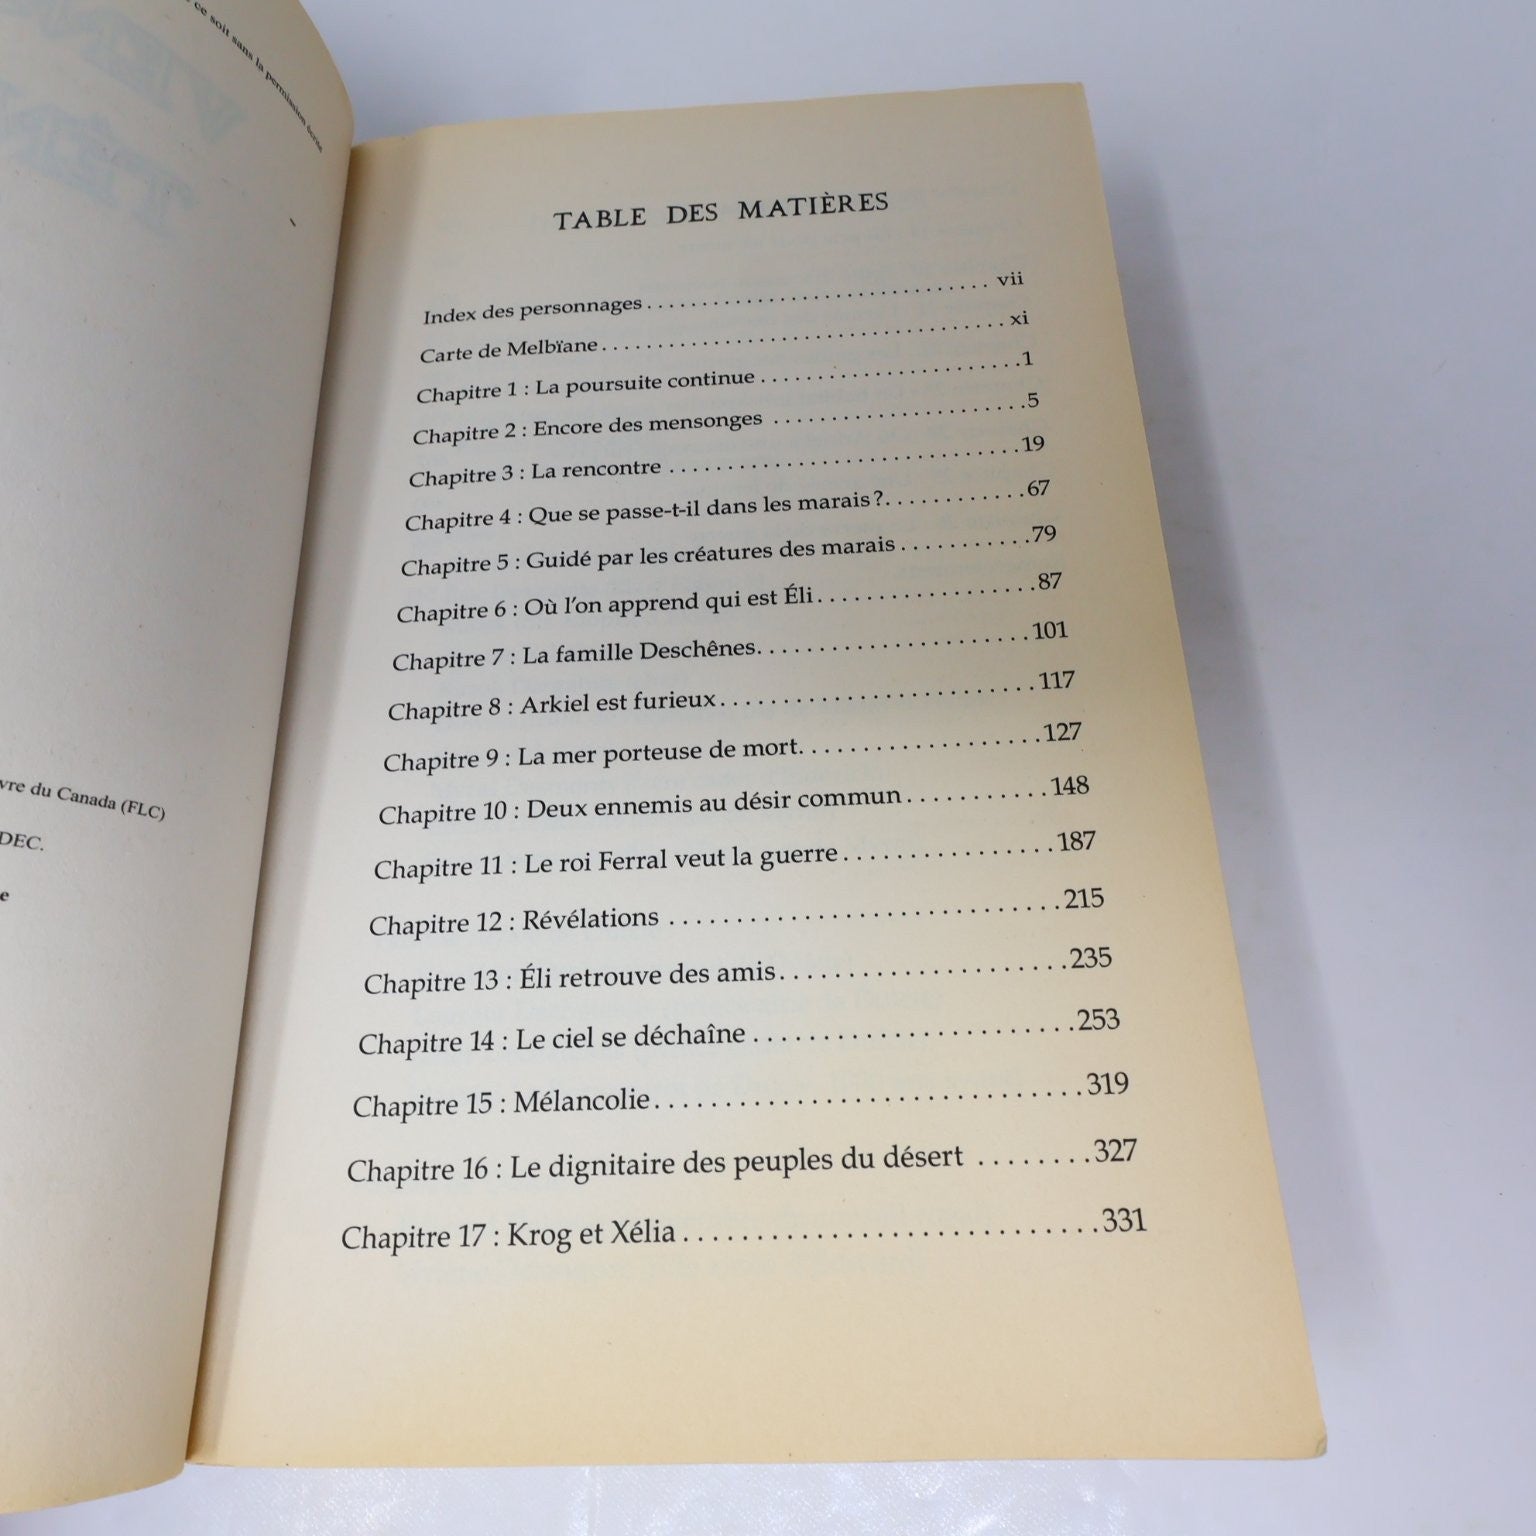 ce soit sans la permission écrite
vre du Canada (FLC)
DEC.
e
TABLE DES MATIÈRES
Index des personnages . . . . . . . . . . . . . . . . . . . . . . . . . . . . . . . vii
Carte de Melbïane . . . . . . . . . . . . . . . . . . . . . . . . . . . . . . . . . . . . xi
Chapitre 1 : La poursuite continue . . . . . . . . . . . . . . . . . . . . . . . 1
Chapitre 2 : Encore des mensonges . . . . . . . . . . . . . . . . . . . . . . 5
Chapitre 3 : La rencontre . . . . . . . . . . . . . . . . . . . . . . . . . . . . . . 19
Chapitre 4 : Que se passe-t-il dans les marais ? . . . . . . . . . . . . 67
Chapitre 5 : Guidé par les créatures des marais . . . . . . . . . . . 79
Chapitre 6 : Où l'on apprend qui est Éli . . . . . . . . . . . . . . . . . . 87
Chapitre 7 : La famille Deschênes . . . . . . . . . . . . . . . . . . . . . . 101
Chapitre 8 : Arkiel est furieux . . . . . . . . . . . . . . . . . . . . . . . . . 117
Chapitre 9 : La mer porteuse de mort . . . . . . . . . . . . . . . . . . . 127
Chapitre 10 : Deux ennemis au désir commun . . . . . . . . . . . 148
Chapitre 11 : Le roi Ferral veut la guerre . . . . . . . . . . . . . . . . 187
Chapitre 12 : Révélations . . . . . . . . . . . . . . . . . . . . . . . . . . . . . 215
Chapitre 13 : Éli retrouve des amis . . . . . . . . . . . . . . . . . . . . . 235
Chapitre 14 : Le ciel se déchaîne . . . . . . . . . . . . . . . . . . . . . . . 253
Chapitre 15 : Mélancolie . . . . . . . . . . . . . . . . . . . . . . . . . . . . . . 319
Chapitre 16 : Le dignitaire des peuples du désert . . . . . . . . 327
Chapitre 17 : Krog et Xélia . . . . . . . . . . . . . . . . . . . . . . . . . . . . 331